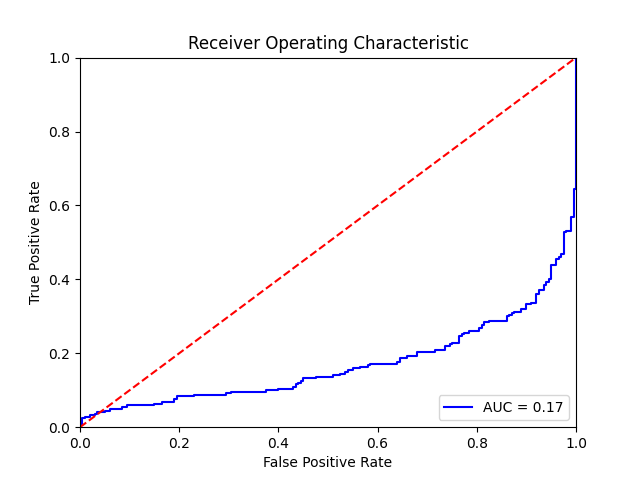 Receiver Operating Characteristic
1.0
0.8
0.6
0.4
0.2
0.0
True Positive Rate
AUC = 0.17
0.0 0.2 0.4 0.6 0.8 1.0
False Positive Rate